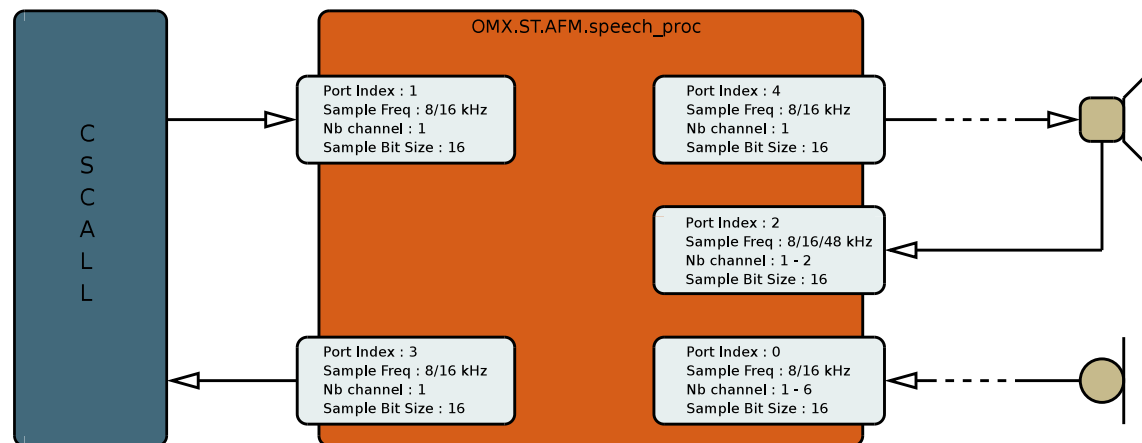 OMX.ST.AFM.speech_proc
C
S
C
A
L
L
Port Index : 1
Sample Freq : 8/16 kHz
Nb channel : 1
Sample Bit Size : 16
Port Index : 4
Sample Freq : 8/16 kHz
Nb channel : 1
Sample Bit Size : 16
Port Index : 2
Sample Freq : 8/16/48 kHz
Nb channel : 1 - 2
Sample Bit Size : 16
Port Index : 3
Sample Freq : 8/16 kHz
Nb channel : 1
Sample Bit Size : 16
Port Index : 0
Sample Freq : 8/16 kHz
Nb channel : 1 - 6
Sample Bit Size : 16